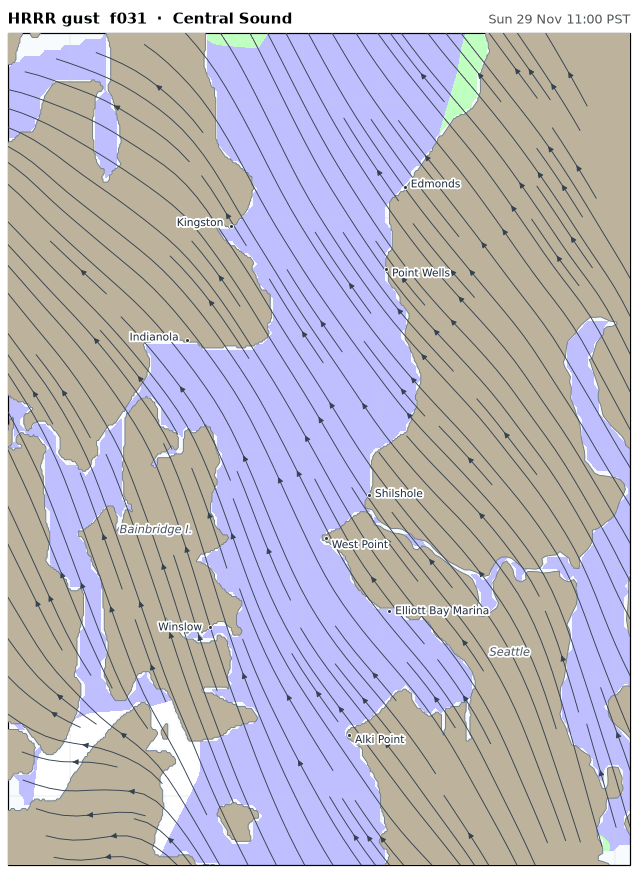 HRRR gust f031 · Central Sound
Sun 29 Nov 11:00 PST
Edmonds
Kingston
Point Wells
Indianola
Shilshole
Bainbridge I.
West Point
Elliott Bay Marina
Winslow
Seattle
Alki Point